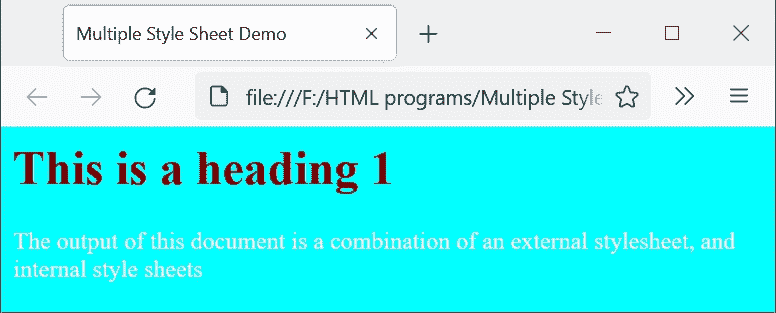 Multiple Style Sheet Demo
file:///F:/HTML programs/Multiple Style
This is a heading 1
The output of this document is a combination of an external stylesheet, and
internal style sheets